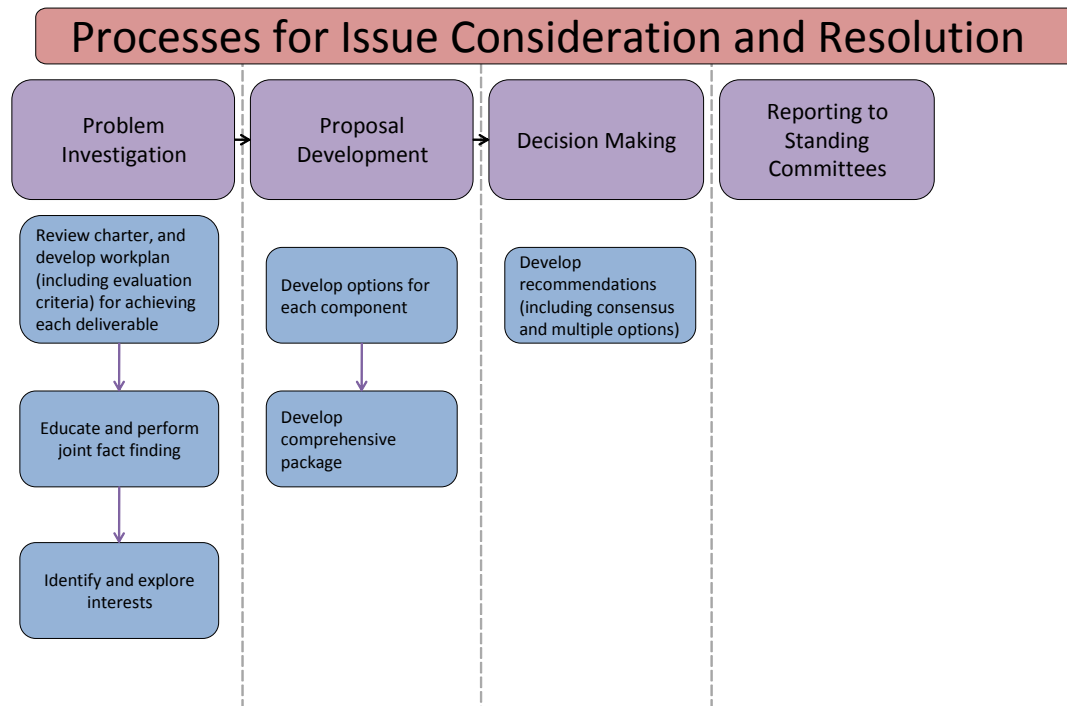 Processes for Issue Consideration and Resolution
Problem
Investigation
Proposal
Development
Decision Making
Reporting to
Standing
Committees
Review charter, and
develop workplan
(including evaluation
criteria) for achieving
each deliverable
Educate and perform
joint fact finding
Identify and explore
interests
Develop options for
each component
Develop
comprehensive
package
Develop
recommendations
(including consensus
and multiple options)